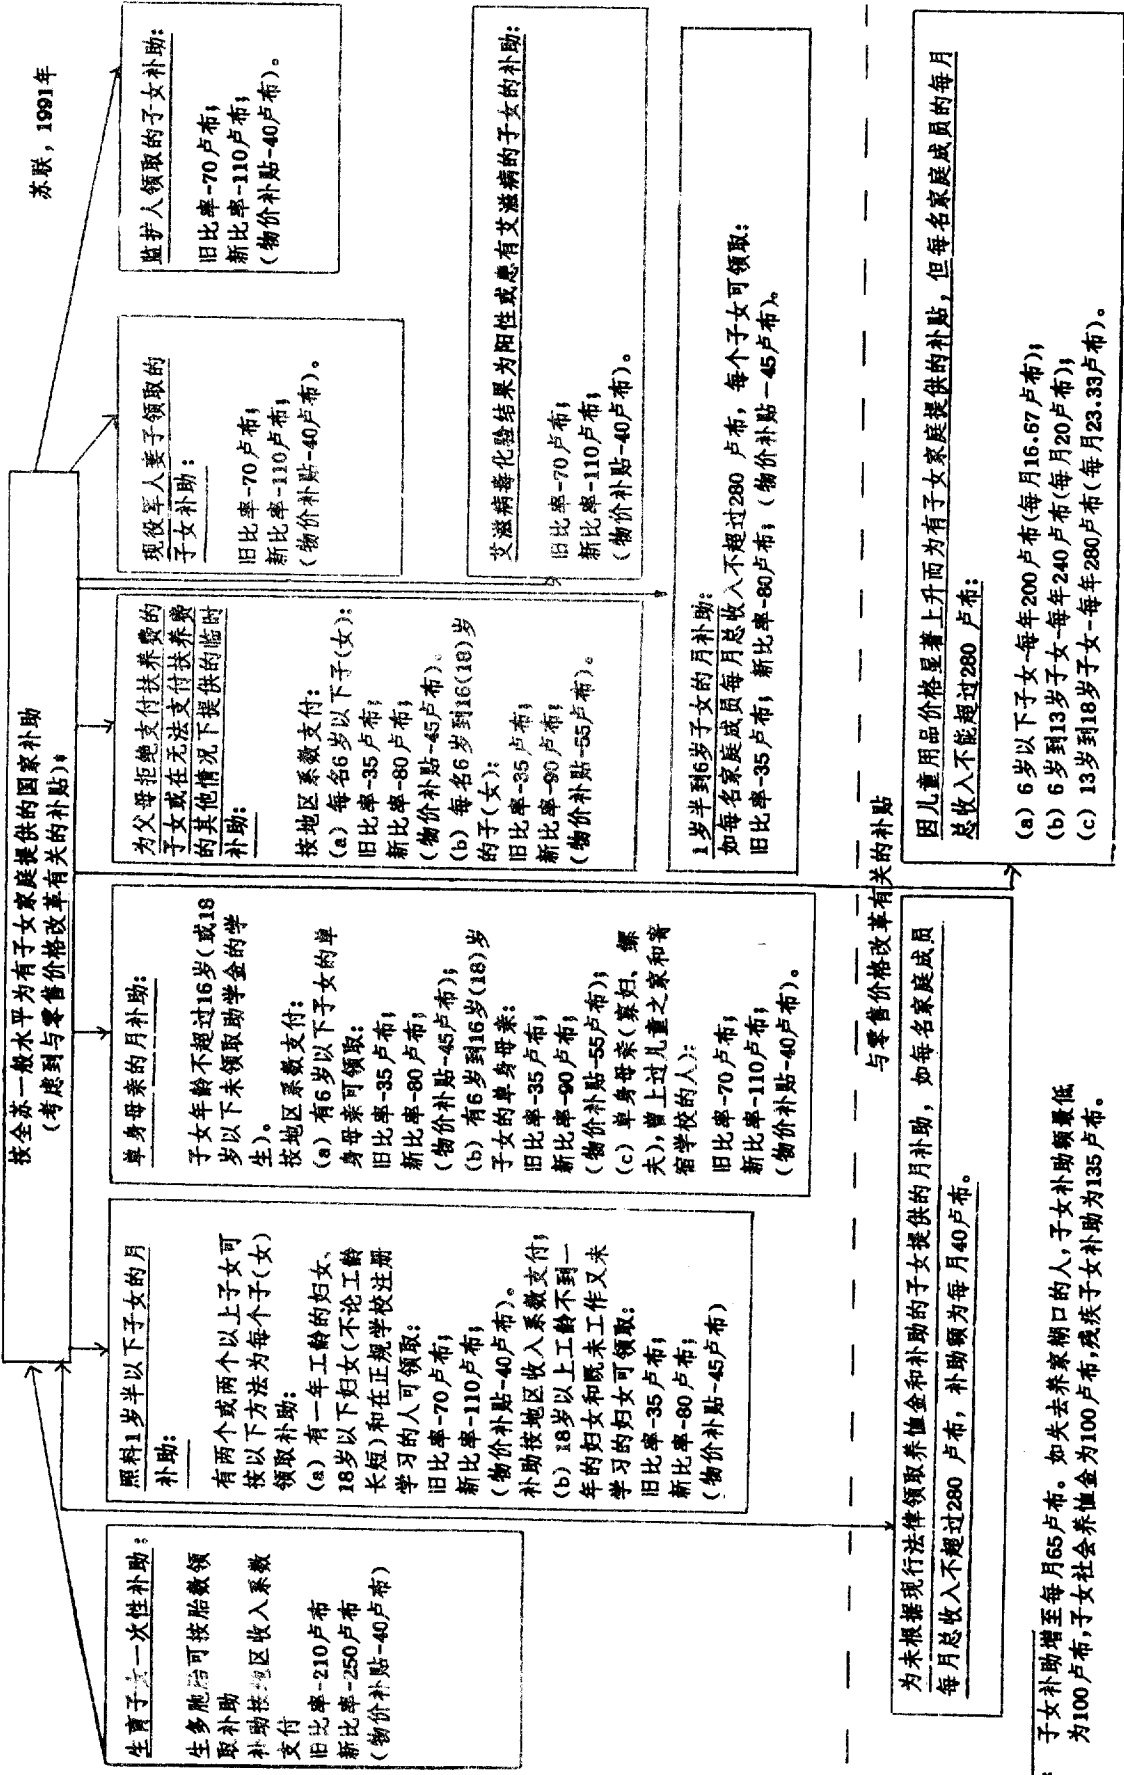 苏联，1991年
按全苏一般水平为有子女家庭提供的国家补助
(考虑到与零售价格改革有关的补贴)：
生育子女一次性补助：
生多胞胎可按胎数领
取补助
补助按地区收入系数
支付
旧比率-210卢布
新比率-250卢布
(物价补贴-40卢布)
照料1岁半以下子女的月
补助：
有两个或两个以上子女可
按以下方法为每个子(女)
领取补助：
(a) 有一年工龄的妇女、
18岁以下妇女(不论工龄
长短)和在正规学校注册
学习的人可领取：
旧比率-70卢布；
新比率-110卢布；
(物价补贴-40卢布)。
补助按地区收入系数支付；
(b) 18岁以上工龄不到一
年的妇女和既未工作又未
学习的妇女可领取：
旧比率-35卢布；
新比率-80卢布；
(物价补贴-45卢布)
单身母亲的月补助：
子女年龄不超过16岁(或18
岁以下未领取助学金的学
生)。
按地区系数支付：
(a) 有6岁以下子女的单
身母亲可领取：
旧比率-35卢布；
新比率-80卢布；
(物价补贴-45卢布)；
(b) 有6岁到16岁(18)岁
子女的单身母亲：
旧比率-35卢布；
新比率-90卢布；
(物价补贴-55卢布)；
(c) 单身母亲(寡妇、鳏
夫)，曾上过儿童之家和寄
宿学校的人)：
旧比率-70卢布；
新比率-110卢布；
(物价补贴-40卢布)。
为父母拒绝支付扶养费的
子女或在无法支付扶养费
的其他情况下提供的临时
补助：
按地区系数支付：
(a) 每名6岁以下子(女)：
旧比率-35卢布；
新比率-80卢布；
(物价补贴-45卢布)。
(b) 每名6岁到16(18)岁
的子(女)：
旧比率-35卢布；
新比率-90卢布；
(物价补贴-55卢布)。
现役军人妻子领取的
子女补助：
旧比率-70卢布；
新比率-110卢布；
(物价补贴-40卢布)。
监护人领取的子女补助：
旧比率-70卢布；
新比率-110卢布；
(物价补贴-40卢布)。
艾滋病毒化验结果为阳性或患有艾滋病的子女的补助：
旧比率-70卢布；
新比率-110卢布；
(物价补贴-40卢布)。
1岁半到6岁子女的月补助：
如每名家庭成员每月总收入不超过280 卢布，每个子女可领取：
旧比率-35卢布；新比率-80卢布；(物价补贴-45卢布)。
与零售价格改革有关的补贴
为未根据现行法律领取养恤金和补助的子女提供的月补助，如每名家庭成员
每月总收入不超过280 卢布，补助额为每月40卢布。
因儿童用品价格显著上升而为有子女家庭提供的补贴，但每名家庭成员的每月
总收入不能超过280 卢布：
(a) 6岁以下子女-每年200卢布(每月16.67卢布)；
(b) 6岁到13岁子女-每年240卢布(每月20卢布)；
(c) 13岁到18岁子女-每年280卢布(每月23.33卢布)。
子女补助增至每月65卢布。如失去养家糊口的人，子女补助额最低
为100卢布，子女社会养恤金为100卢布，残疾子女补助为135卢布。